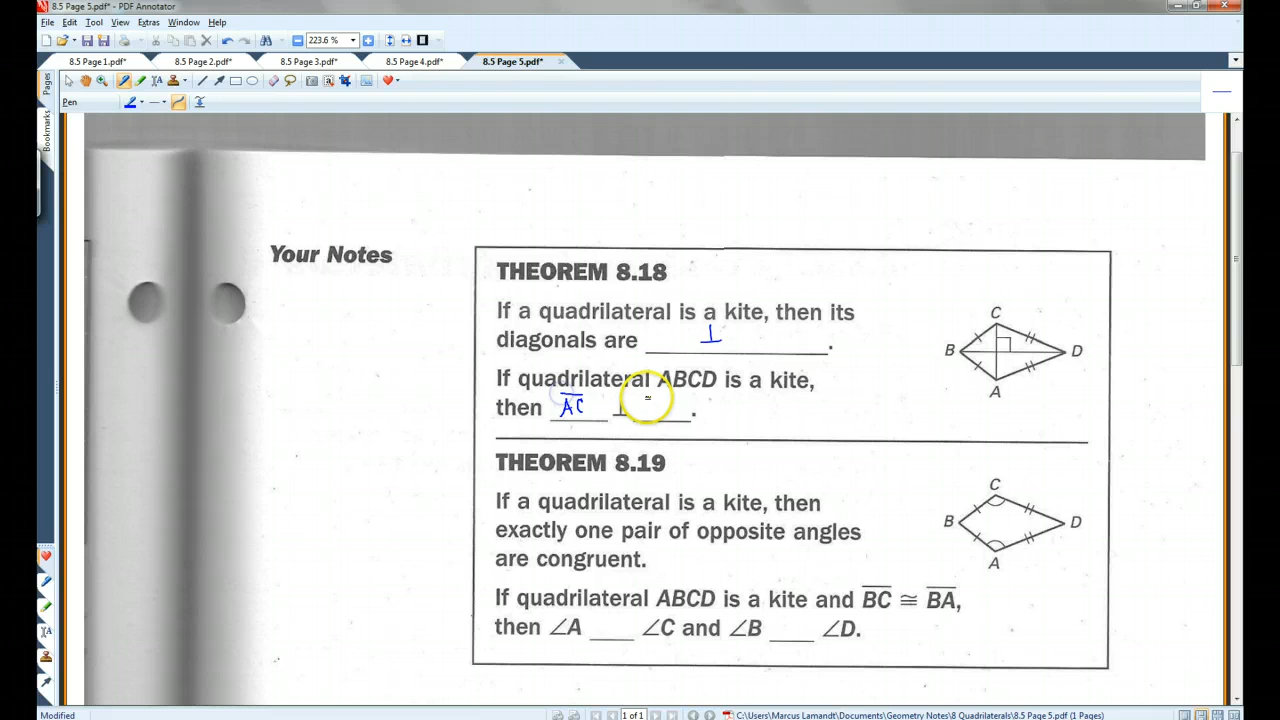 8.5 Page 5.pdf* - PDF Annotator
File Edit Tool View Extras Window Help
223.6 %
8.5 Page 1.pdf* 8.5 Page 2.pdf* 8.5 Page 3.pdf* 8.5 Page 4.pdf* 8.5 Page 5.pdf*
Pen
Pages
Bookmarks
Your Notes
THEOREM 8.18
If a quadrilateral is a kite, then its
diagonals are ⊥.
If quadrilateral ABCD is a kite,
then AC ⊥ ____.
C
B
D
A
THEOREM 8.19
If a quadrilateral is a kite, then
exactly one pair of opposite angles
are congruent.
If quadrilateral ABCD is a kite and BC ≅ BA,
then ∠A ____ ∠C and ∠B ____ ∠D.
C
B
D
A
Modified
1 of 1
C:\Users\Marcus Lamandt\Documents\Geometry Notes\8 Quadrilaterals\8.5 Page 5.pdf (1 Pages)